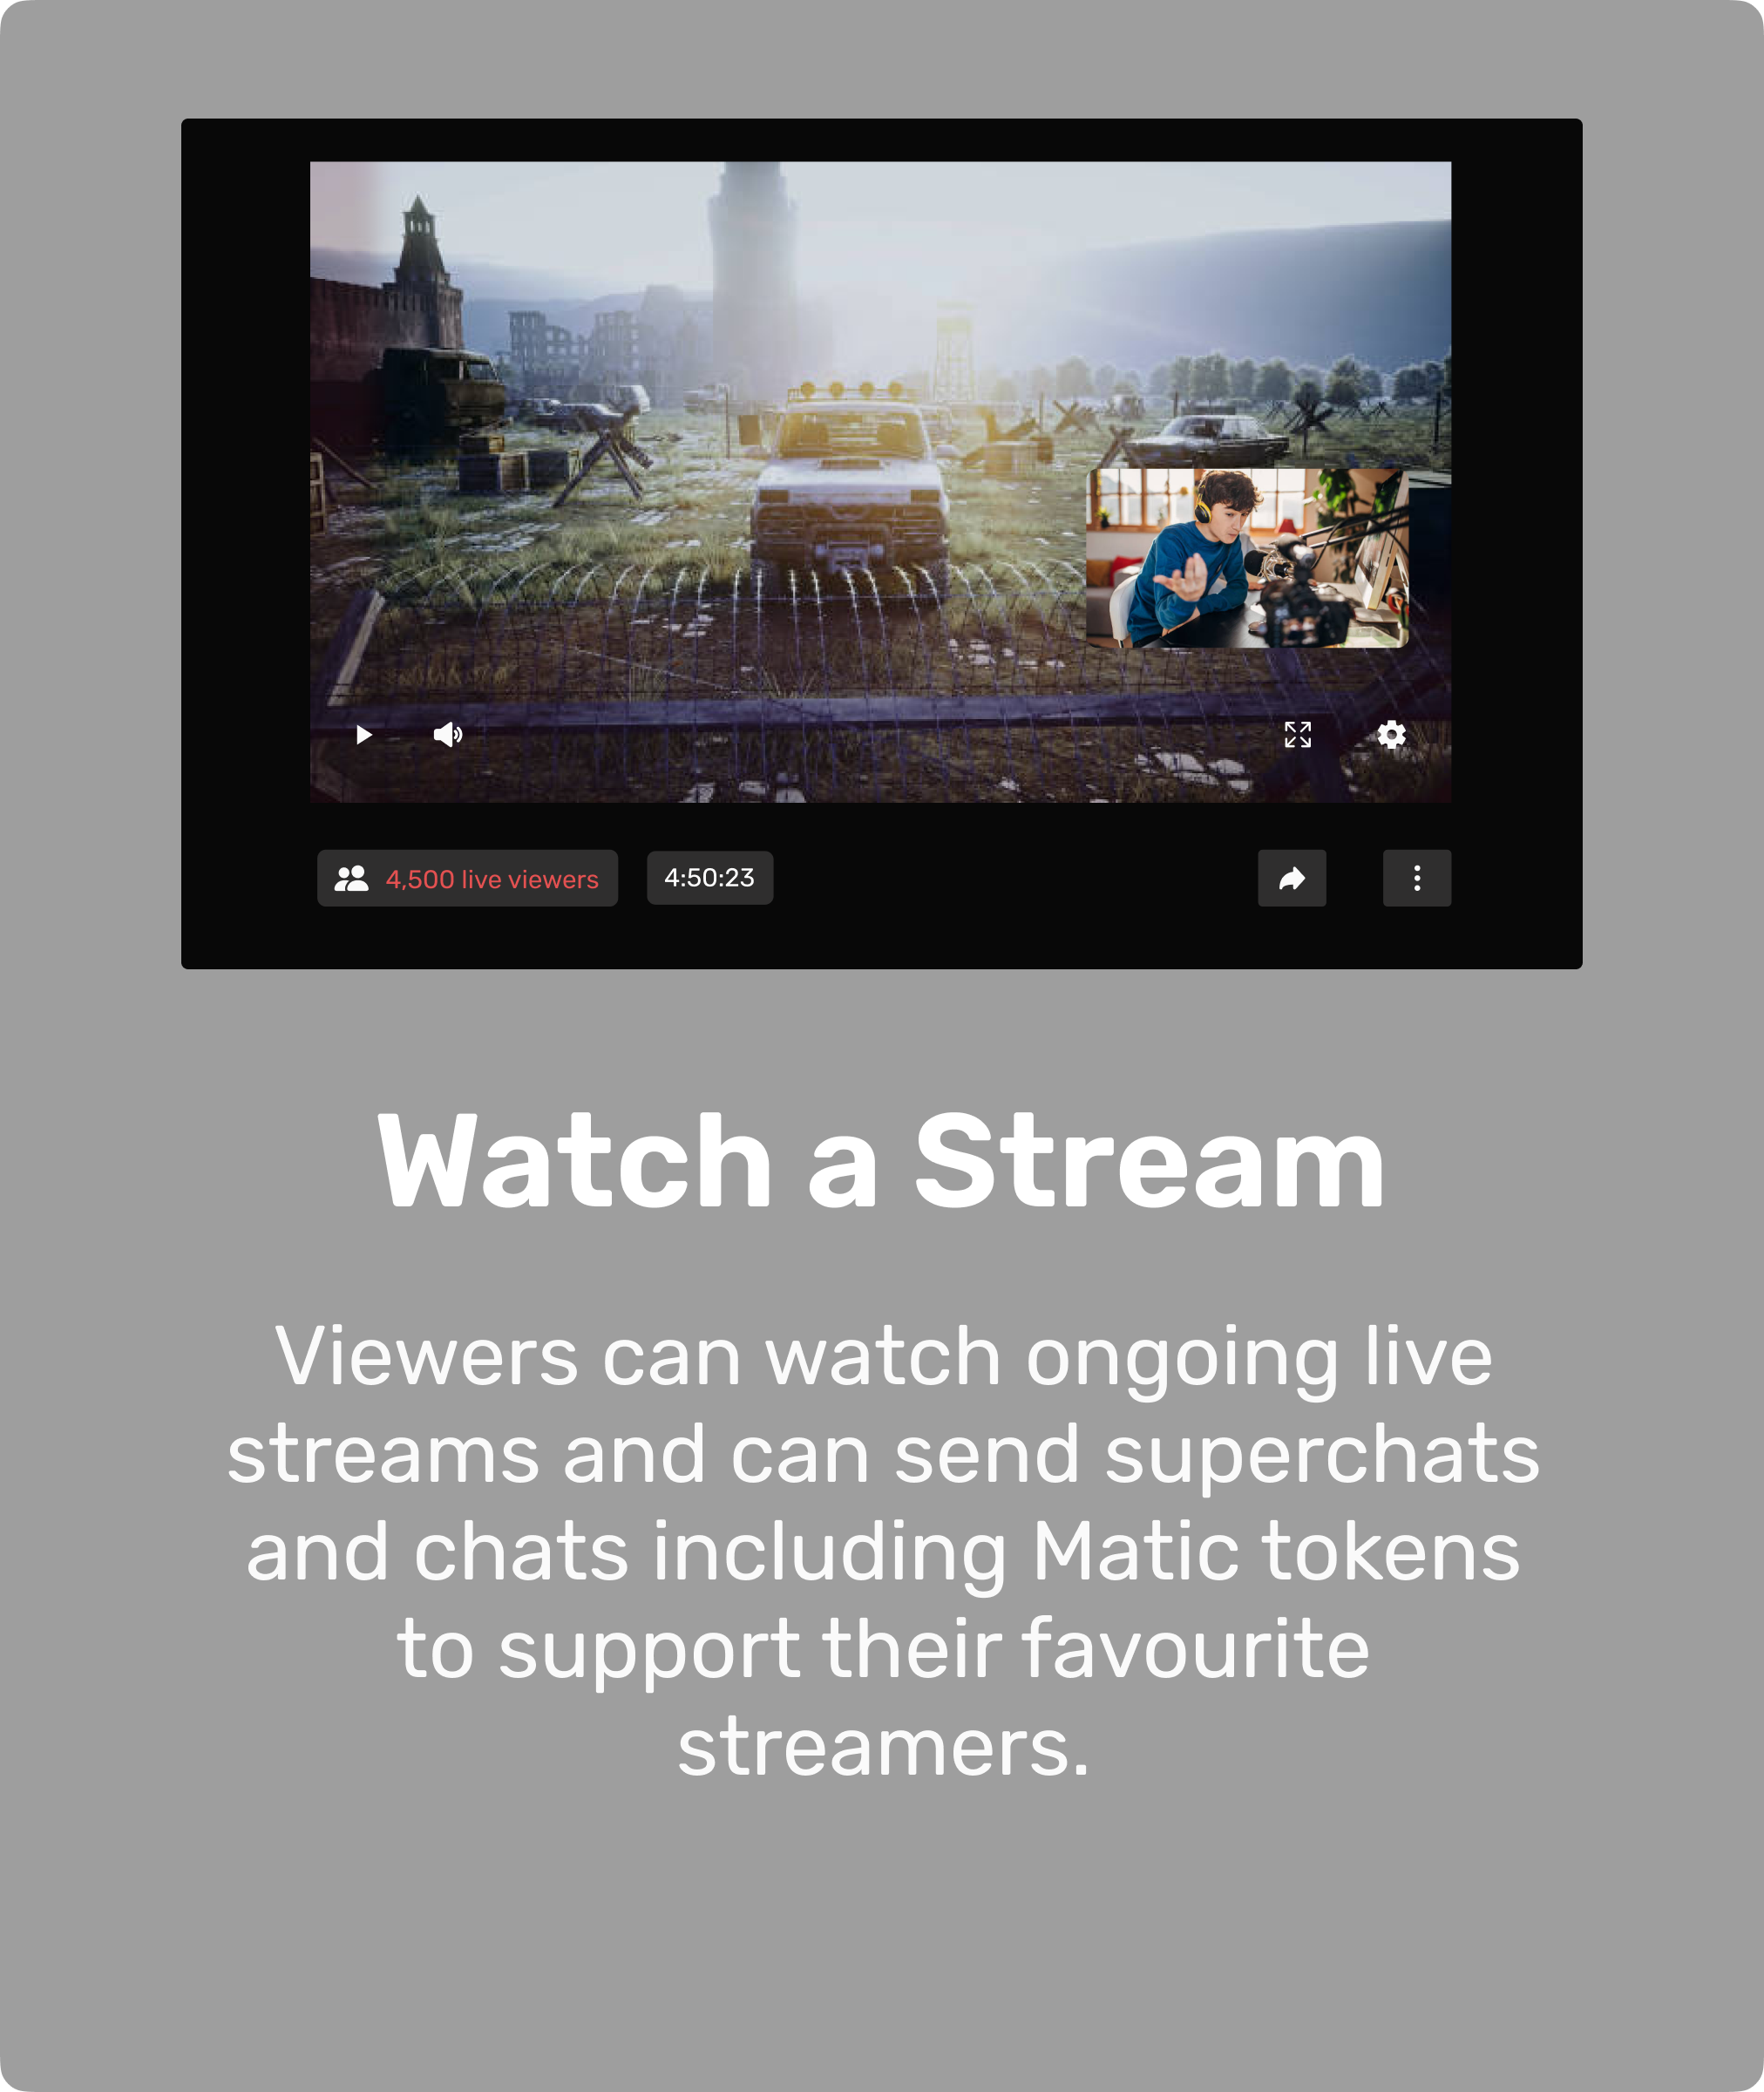 4,500 live viewers
4:50:23
Watch a Stream
Viewers can watch ongoing live
streams and can send superchats
and chats including Matic tokens
to support their favourite
streamers.